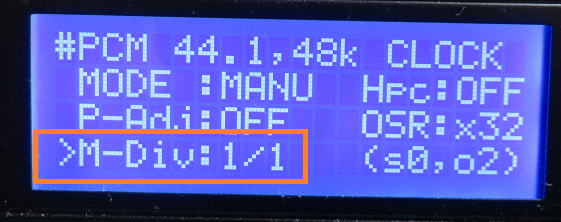 #PCM 44.1,48k CLOCK
MODE :MANU Hpc:OFF
P-Adj:OFF OSR:x32
>M-Div:1/1 (s0,o2)